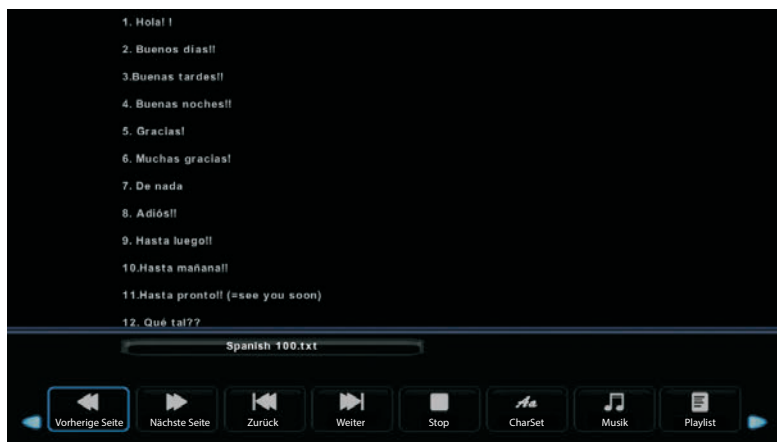 1. Hola! !
2. Buenos días!!
3.Buenas tardes!!
4. Buenas noches!!
5. Gracias!
6. Muchas gracias!
7. De nada
8. Adiós!!
9. Hasta luego!!
10.Hasta mañana!!
11.Hasta pronto!! (=see you soon)
12. Qué tal??
Spanish 100.txt
Vorherige Seite Nächste Seite Zurück Weiter Stop Aa CharSet Musik Playlist